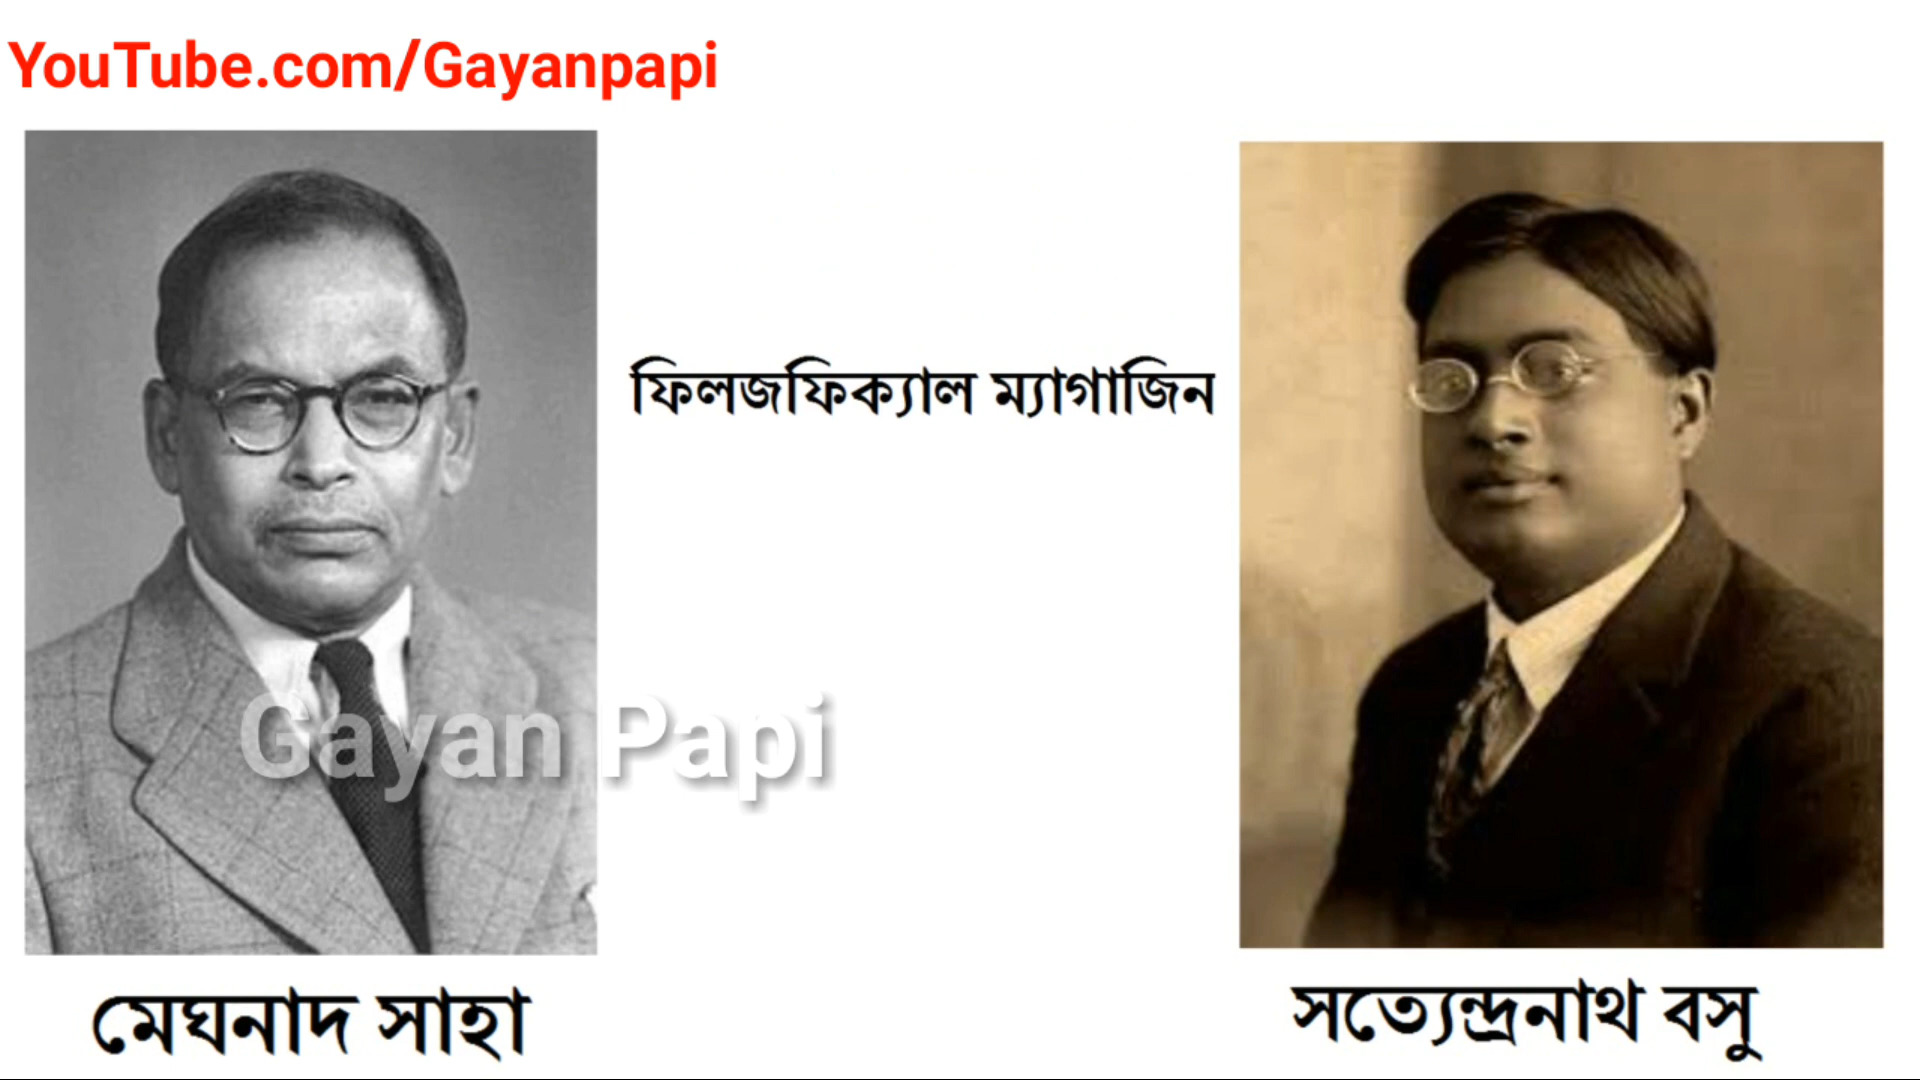 YouTube.com/Gayanpapi
ফিলজফিক্যাল ম্যাগাজিন
Gayan Papi
মেঘনাদ সাহা
সত্যেন্দ্রনাথ বসু